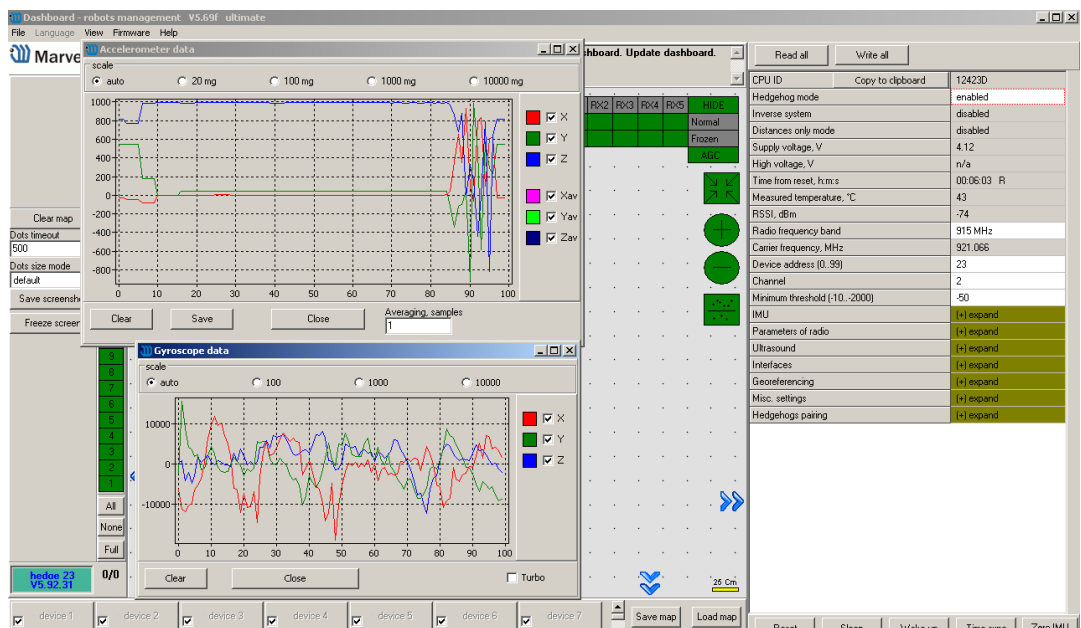 Dashboard - robots management V5.69f ultimate
File Language View Firmware Help
Marve
Accelerometer data
scale
auto 20 mg 100 mg 1000 mg 10000 mg
1000
800
600
400
200
0
-200
-400
-600
-800
0 10 20 30 40 50 60 70 80 90 100
X
Y
Z
Xav
Yav
Zav
Clear Save Close
Averaging, samples
1
shboard. Update dashboard.
RX2 RX3 RX4 RX5 HIDE
Normal
Frozen
AGC
Clear map
Dots timeout
500
Dots size mode
default
Save screensh
Freeze screer
9
8
7
6
5
4
3
2
1
All
None
Full
Gyroscope data
scale
auto 100 1000 10000
10000
0
-10000
0 10 20 30 40 50 60 70 80 90 100
X
Y
Z
Clear Close Turbo
hedge 23
V5.92.31
0/0
25 Cm
device 1 device 2 device 3 device 4 device 5 device 6 device 7
Save map Load map
Read all Write all
CPU ID Copy to clipboard 12423D
Hedgehog mode enabled
Inverse system disabled
Distances only mode disabled
Supply voltage, V 4.12
High voltage, V n/a
Time from reset, h:m:s 00:06:03 R
Measured temperature, °C 43
RSSI, dBm -74
Radio frequency band 915 MHz
Carrier frequency, MHz 921.066
Device address (0..99) 23
Channel 2
Minimum threshold (-10..-2000) -50
IMU (+) expand
Parameters of radio (+) expand
Ultrasound (+) expand
Interfaces (+) expand
Georeferencing (+) expand
Misc. settings (+) expand
Hedgehogs pairing (+) expand
Reset Sleep Wake up Time sync Zero IMU